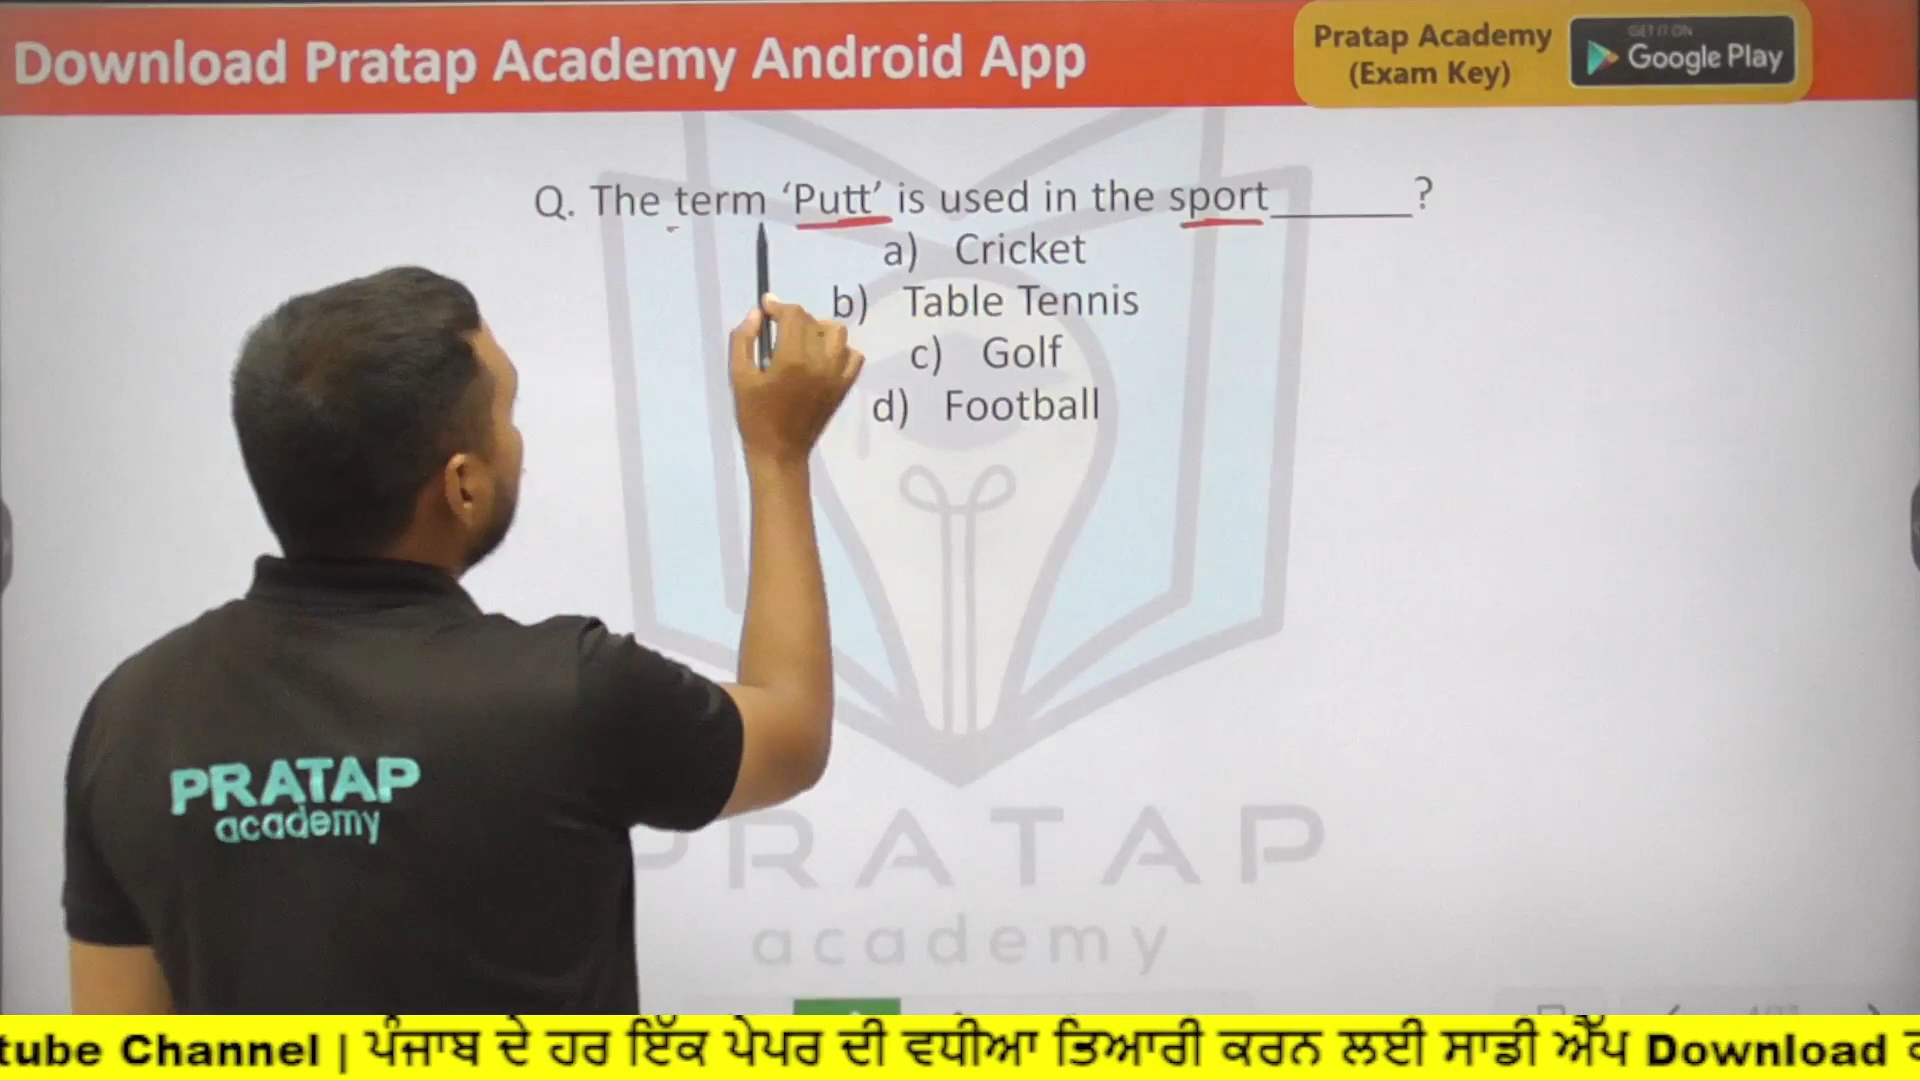 Download Pratap Academy Android App
Pratap Academy
(Exam Key)
GET IT ON
Google Play
Q. The term ‘Putt’ is used in the sport______?
a) Cricket
b) Table Tennis
c) Golf
d) Football
PRATAP
academy
PRATAP
academy
tube Channel | ਪੰਜਾਬ ਦੇ ਹਰ ਇੱਕ ਪੇਪਰ ਦੀ ਵਧੀਆ ਤਿਆਰੀ ਕਰਨ ਲਈ ਸਾਡੀ ਐੱਪ Download